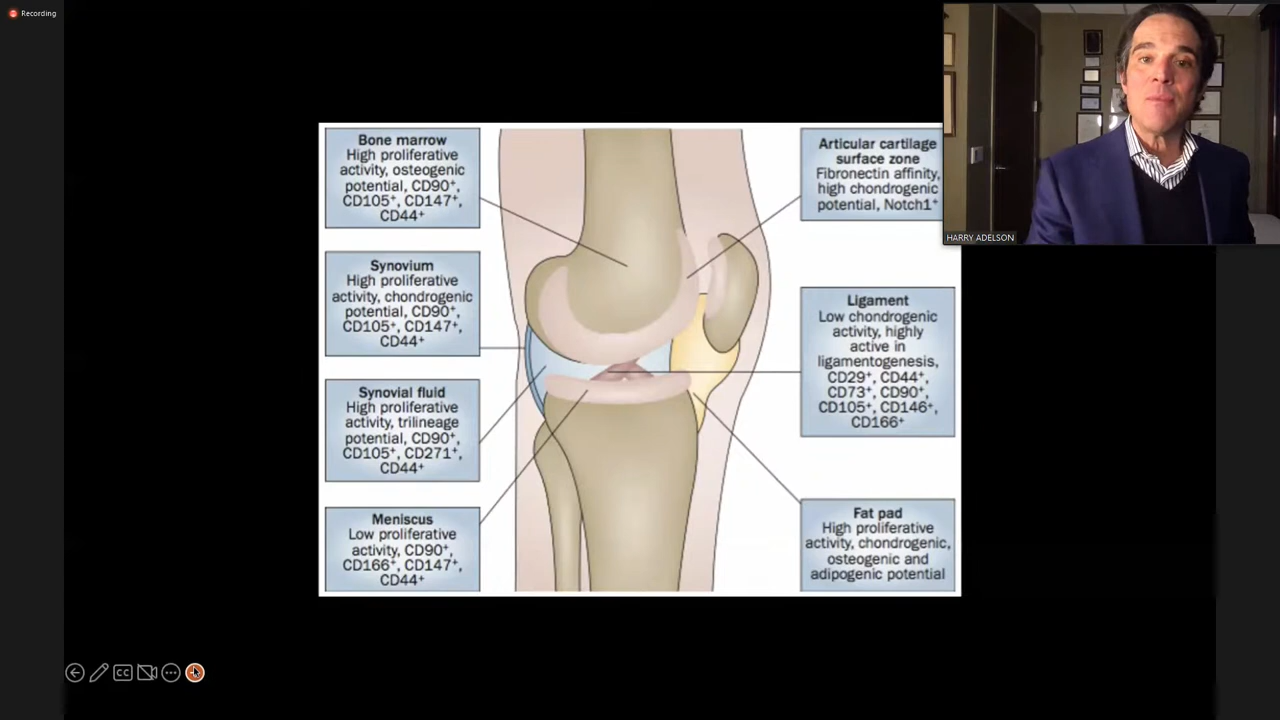 Recording
HARRY ADELSON
Bone marrow
High proliferative
activity, osteogenic
potential, CD90⁺,
CD105⁺, CD147⁺,
CD44⁺
Synovium
High proliferative
activity, chondrogenic
potential, CD90⁺,
CD105⁺, CD147⁺,
CD44⁺
Synovial fluid
High proliferative
activity, trilineage
potential, CD90⁺,
CD105⁺, CD271⁺,
CD44⁺
Meniscus
Low proliferative
activity, CD90⁺,
CD166⁺, CD147⁺,
CD44⁺
Articular cartilage
surface zone
Fibronectin affinity,
high chondrogenic
potential, Notch1⁺
Ligament
Low chondrogenic
activity, highly
active in
ligamentogenesis,
CD29⁺, CD44⁺,
CD73⁺, CD90⁺,
CD105⁺, CD146⁺,
CD166⁺
Fat pad
High proliferative
activity, chondrogenic,
osteogenic and
adipogenic potential
CC